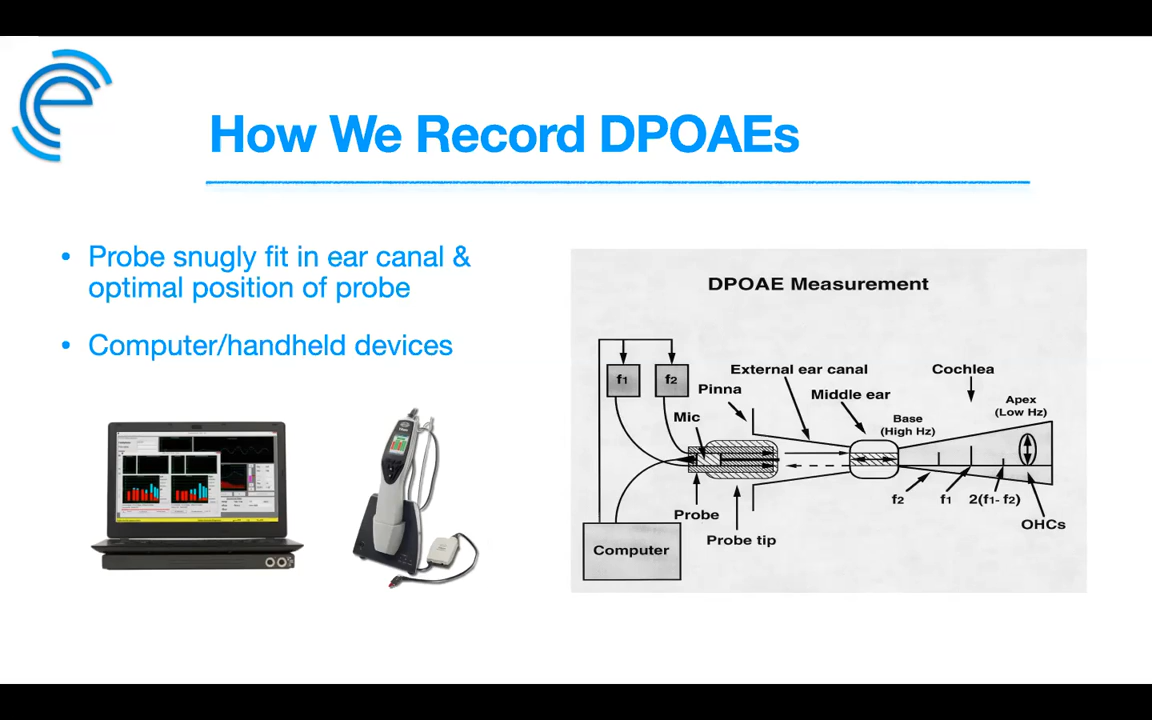 How We Record DPOAEs
• Probe snugly fit in ear canal &
optimal position of probe
• Computer/handheld devices
DPOAE Measurement
f1
f2
Pinna
External ear canal
Middle ear
Cochlea
Apex
(Low Hz)
Base
(High Hz)
Mic
f2
f1
2(f1- f2)
OHCs
Probe
Probe tip
Computer